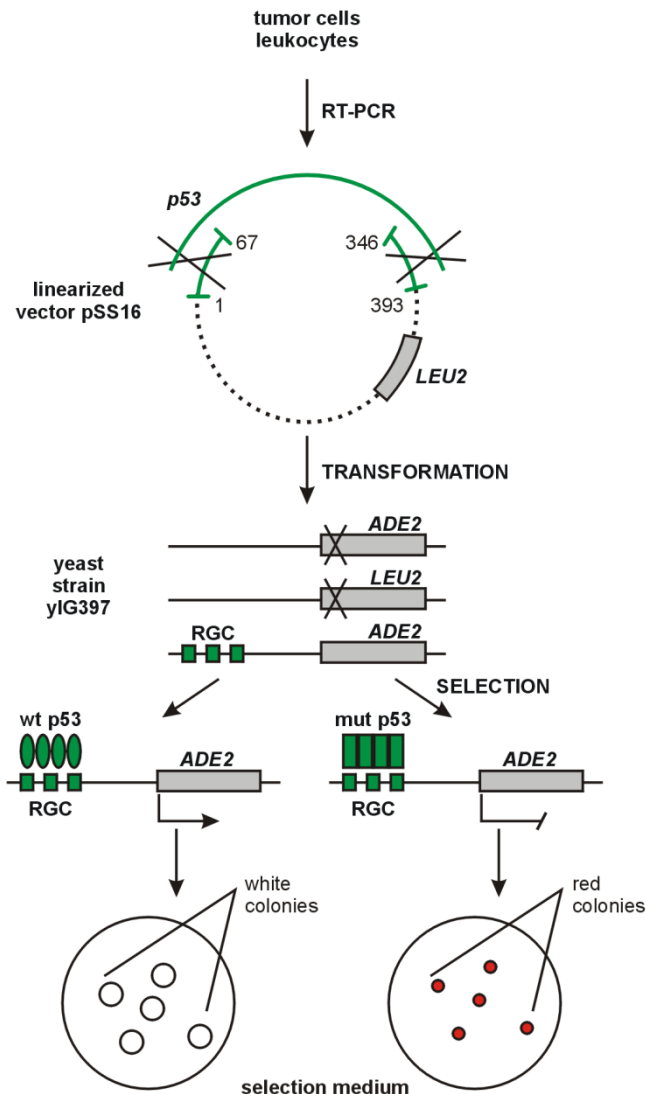 tumor cells
leukocytes
RT-PCR
p53
67
346
linearized
vector pSS16
1
393
LEU2
TRANSFORMATION
ADE2
yeast
strain
yIG397
LEU2
ADE2
RGC
SELECTION
wt p53
ADE2
RGC
mut p53
ADE2
RGC
white
colonies
red
colonies
selection medium